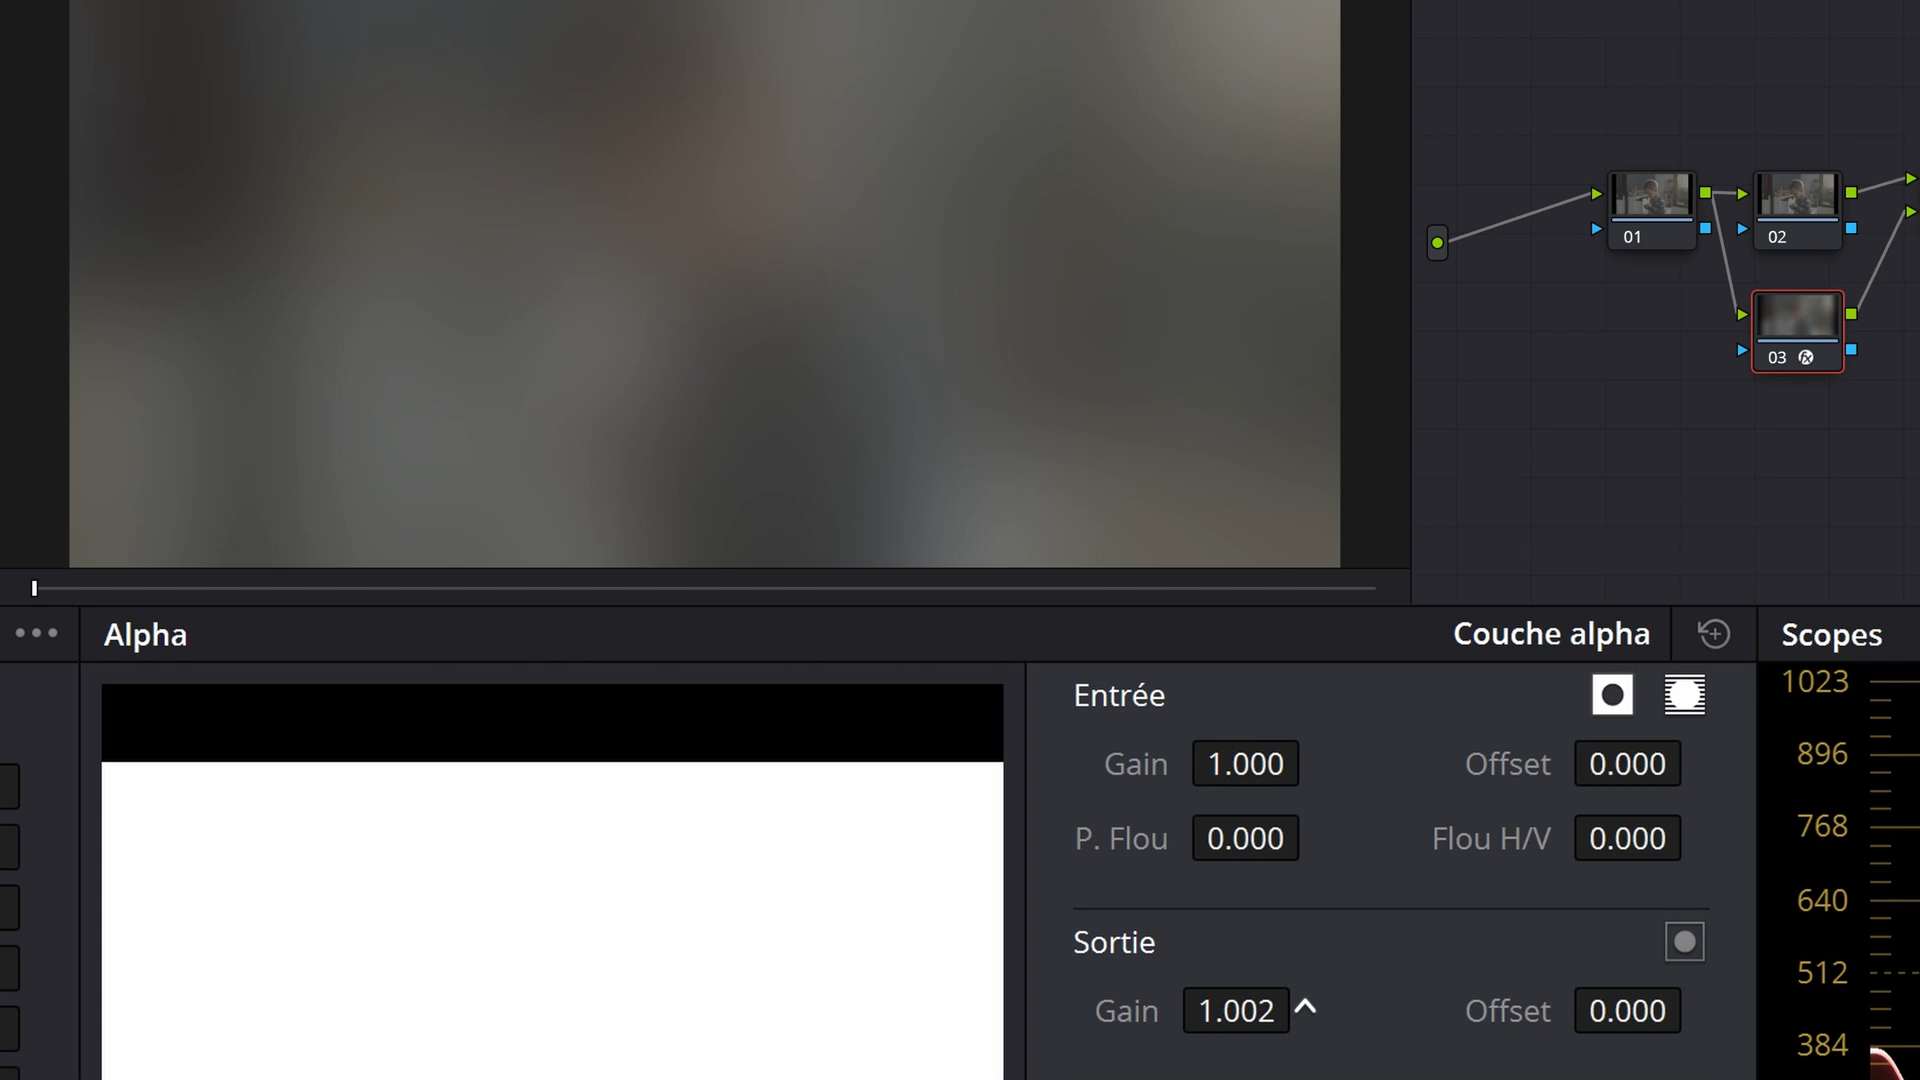 01
02
03
Alpha
Couche alpha
Scopes
Entrée
Gain 1.000 Offset 0.000
P. Flou 0.000 Flou H/V 0.000
Sortie
Gain 1.002 Offset 0.000
1023
896
768
640
512
384